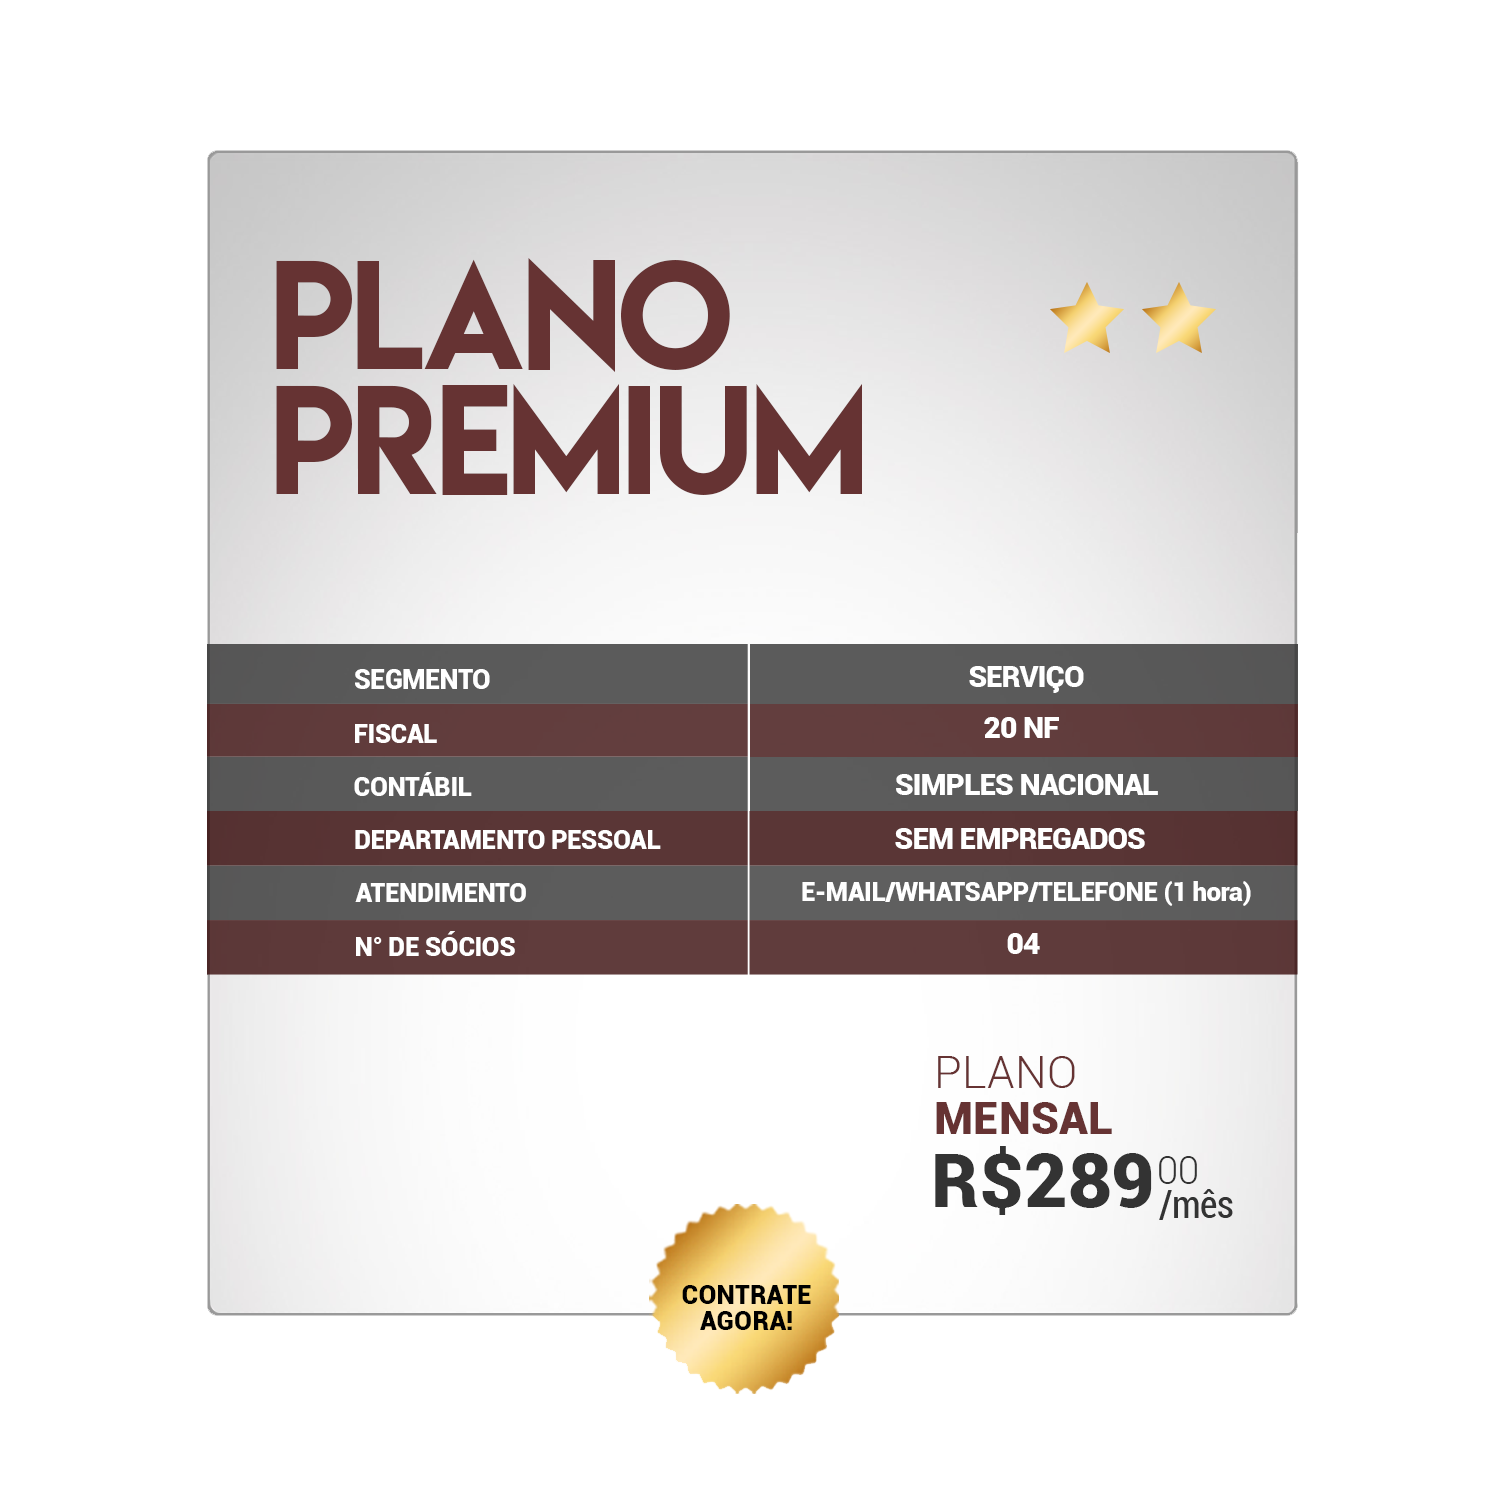 PLANO
PREMIUM
SEGMENTO SERVIÇO
FISCAL 20 NF
CONTÁBIL SIMPLES NACIONAL
DEPARTAMENTO PESSOAL SEM EMPREGADOS
ATENDIMENTO E-MAIL/WHATSAPP/TELEFONE (1 hora)
N° DE SÓCIOS 04
PLANO
MENSAL
R$289 00
/mês
CONTRATE
AGORA!